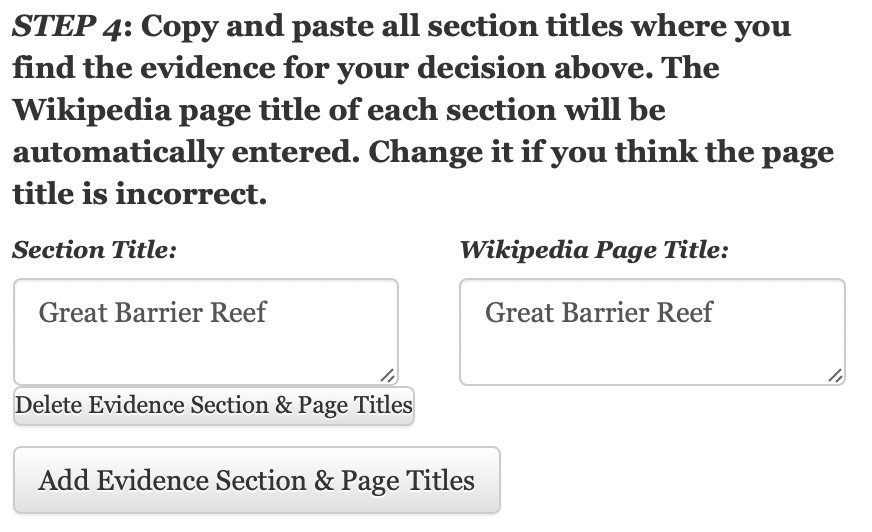 STEP 4: Copy and paste all section titles where you
find the evidence for your decision above. The
Wikipedia page title of each section will be
automatically entered. Change it if you think the page
title is incorrect.
Section Title:
Wikipedia Page Title:
Great Barrier Reef
Great Barrier Reef
Delete Evidence Section & Page Titles
Add Evidence Section & Page Titles